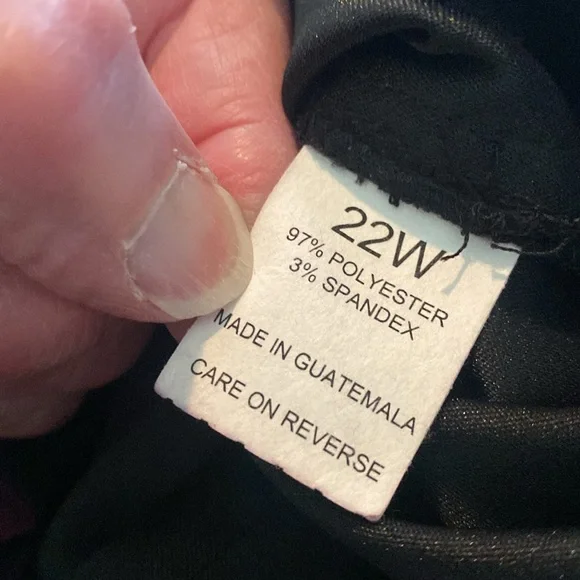 22W
97% POLYESTER
3% SPANDEX
MADE IN GUATEMALA
CARE ON REVERSE